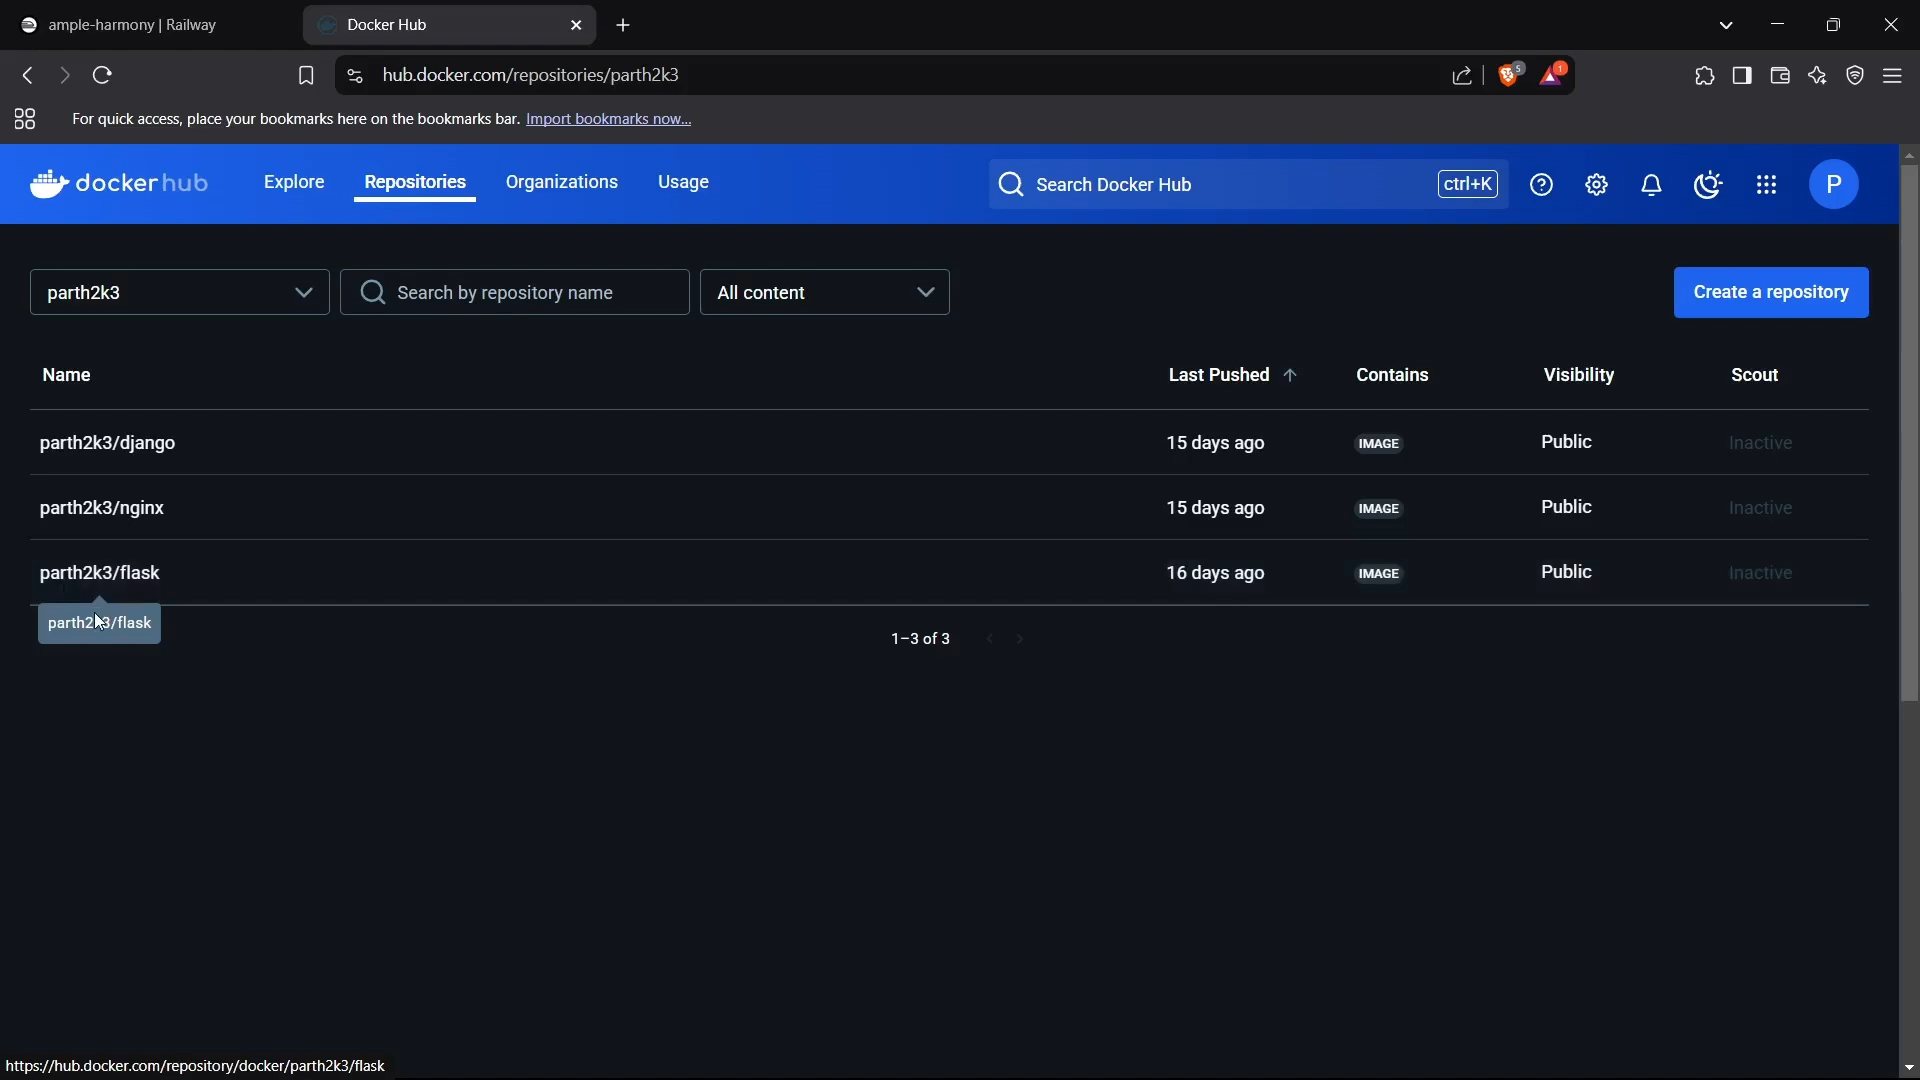 ample-harmony | Railway
Docker Hub
hub.docker.com/repositories/parth2k3
5
1
For quick access, place your bookmarks here on the bookmarks bar. Import bookmarks now...
docker hub
Explore
Repositories
Organizations
Usage
Search Docker Hub
ctrl+K
P
parth2k3
Search by repository name
All content
Create a repository
Name Last Pushed Contains Visibility Scout
parth2k3/django 15 days ago IMAGE Public Inactive
parth2k3/nginx 15 days ago IMAGE Public Inactive
parth2k3/flask 16 days ago IMAGE Public Inactive
parth2k3/flask
1–3 of 3
https://hub.docker.com/repository/docker/parth2k3/flask